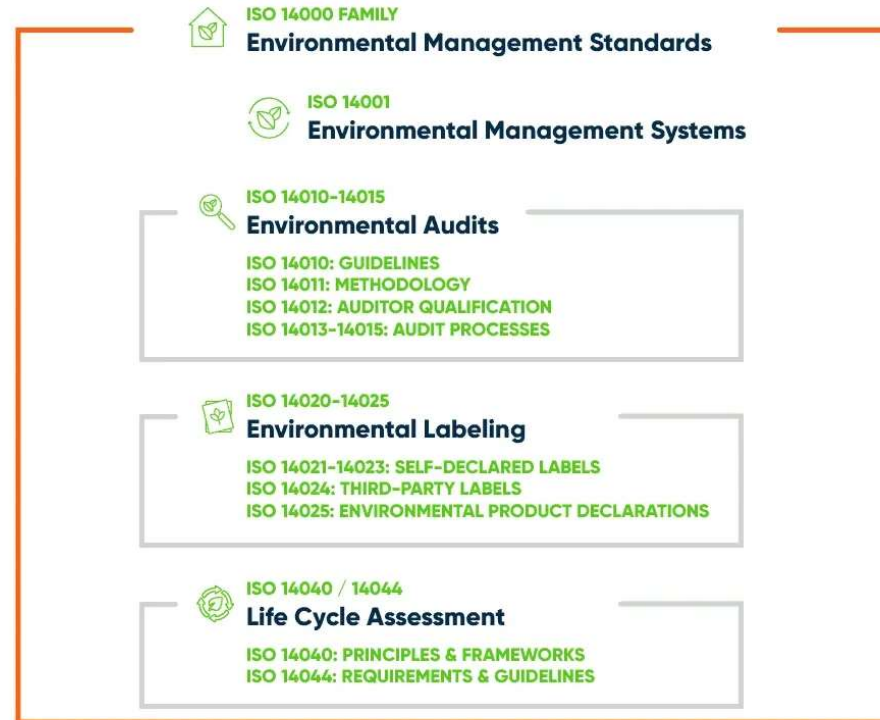 ISO 14000 FAMILY
Environmental Management Standards
ISO 14001
Environmental Management Systems
ISO 14010-14015
Environmental Audits
ISO 14010: GUIDELINES
ISO 14011: METHODOLOGY
ISO 14012: AUDITOR QUALIFICATION
ISO 14013-14015: AUDIT PROCESSES
ISO 14020-14025
Environmental Labeling
ISO 14021-14023: SELF-DECLARED LABELS
ISO 14024: THIRD-PARTY LABELS
ISO 14025: ENVIRONMENTAL PRODUCT DECLARATIONS
ISO 14040 / 14044
Life Cycle Assessment
ISO 14040: PRINCIPLES & FRAMEWORKS
ISO 14044: REQUIREMENTS & GUIDELINES